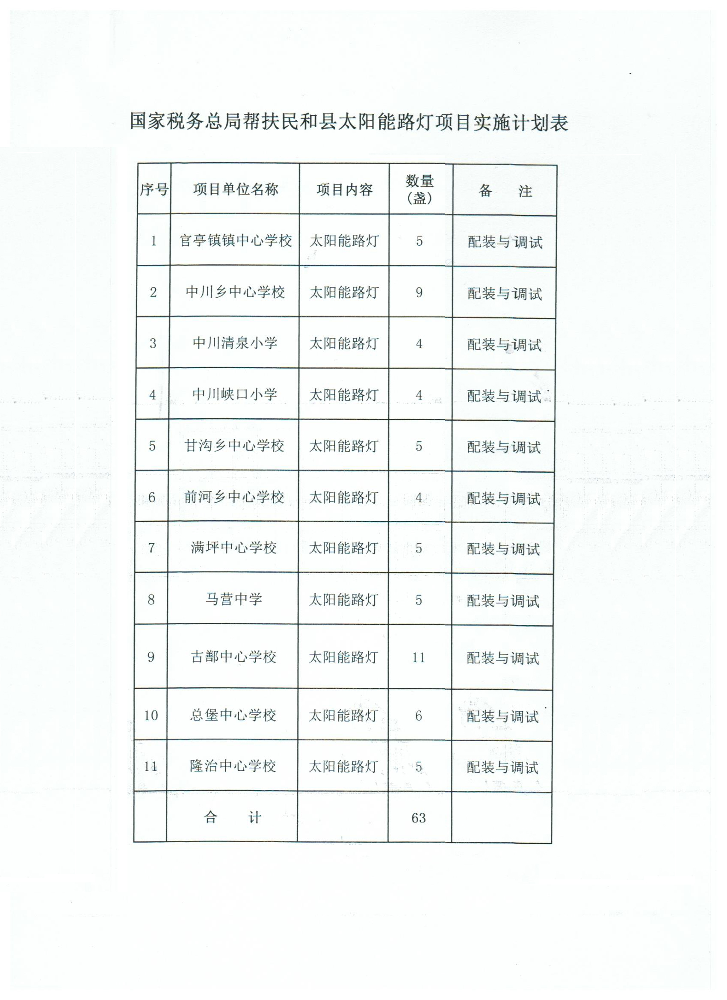 国家税务总局帮扶民和县太阳能路灯项目实施计划表
序号 项目单位名称 项目内容 数量(盏) 备 注
1 官亭镇镇中心学校 太阳能路灯 5 配装与调试
2 中川乡中心学校 太阳能路灯 9 配装与调试
3 中川清泉小学 太阳能路灯 4 配装与调试
4 中川峡口小学 太阳能路灯 4 配装与调试
5 甘沟乡中心学校 太阳能路灯 5 配装与调试
6 前河乡中心学校 太阳能路灯 4 配装与调试
7 满坪中心学校 太阳能路灯 5 配装与调试
8 马营中学 太阳能路灯 5 配装与调试
9 古鄯中心学校 太阳能路灯 11 配装与调试
10 总堡中心学校 太阳能路灯 6 配装与调试
11 隆治中心学校 太阳能路灯 5 配装与调试
合 计 63